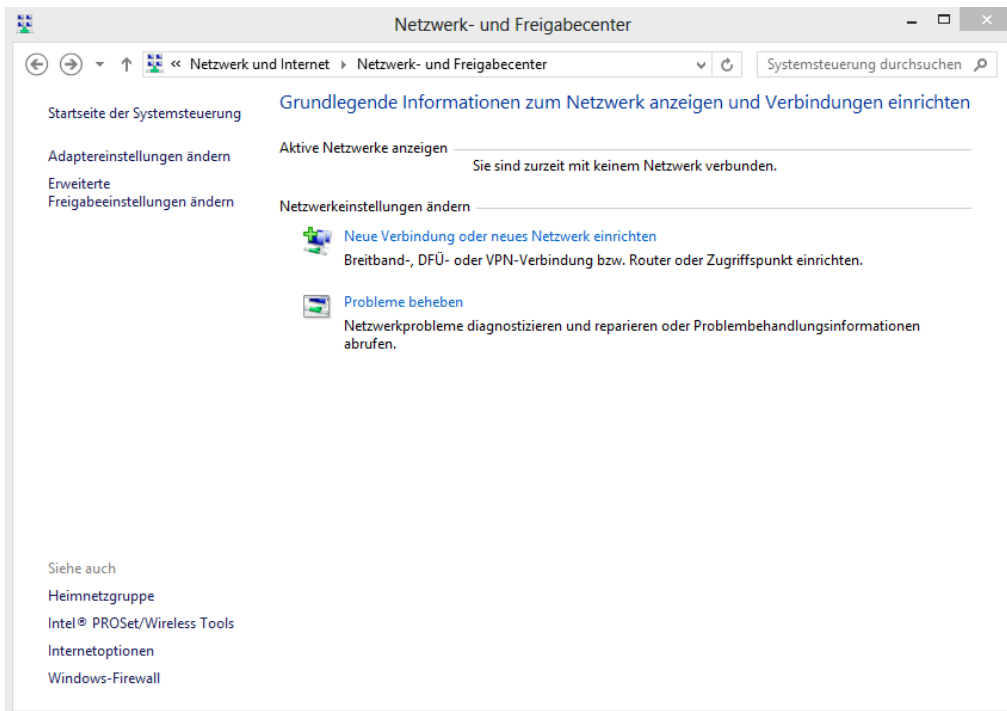 Netzwerk- und Freigabecenter
« Netzwerk und Internet Netzwerk- und Freigabecenter
Systemsteuerung durchsuchen
Startseite der Systemsteuerung
Adaptereinstellungen ändern
Erweiterte
Freigabeeinstellungen ändern
Grundlegende Informationen zum Netzwerk anzeigen und Verbindungen einrichten
Aktive Netzwerke anzeigen
Sie sind zurzeit mit keinem Netzwerk verbunden.
Netzwerkeinstellungen ändern
Neue Verbindung oder neues Netzwerk einrichten
Breitband-, DFÜ- oder VPN-Verbindung bzw. Router oder Zugriffspunkt einrichten.
Probleme beheben
Netzwerkprobleme diagnostizieren und reparieren oder Problembehandlungsinformationen
abrufen.
Siehe auch
Heimnetzgruppe
Intel® PROSet/Wireless Tools
Internetoptionen
Windows-Firewall